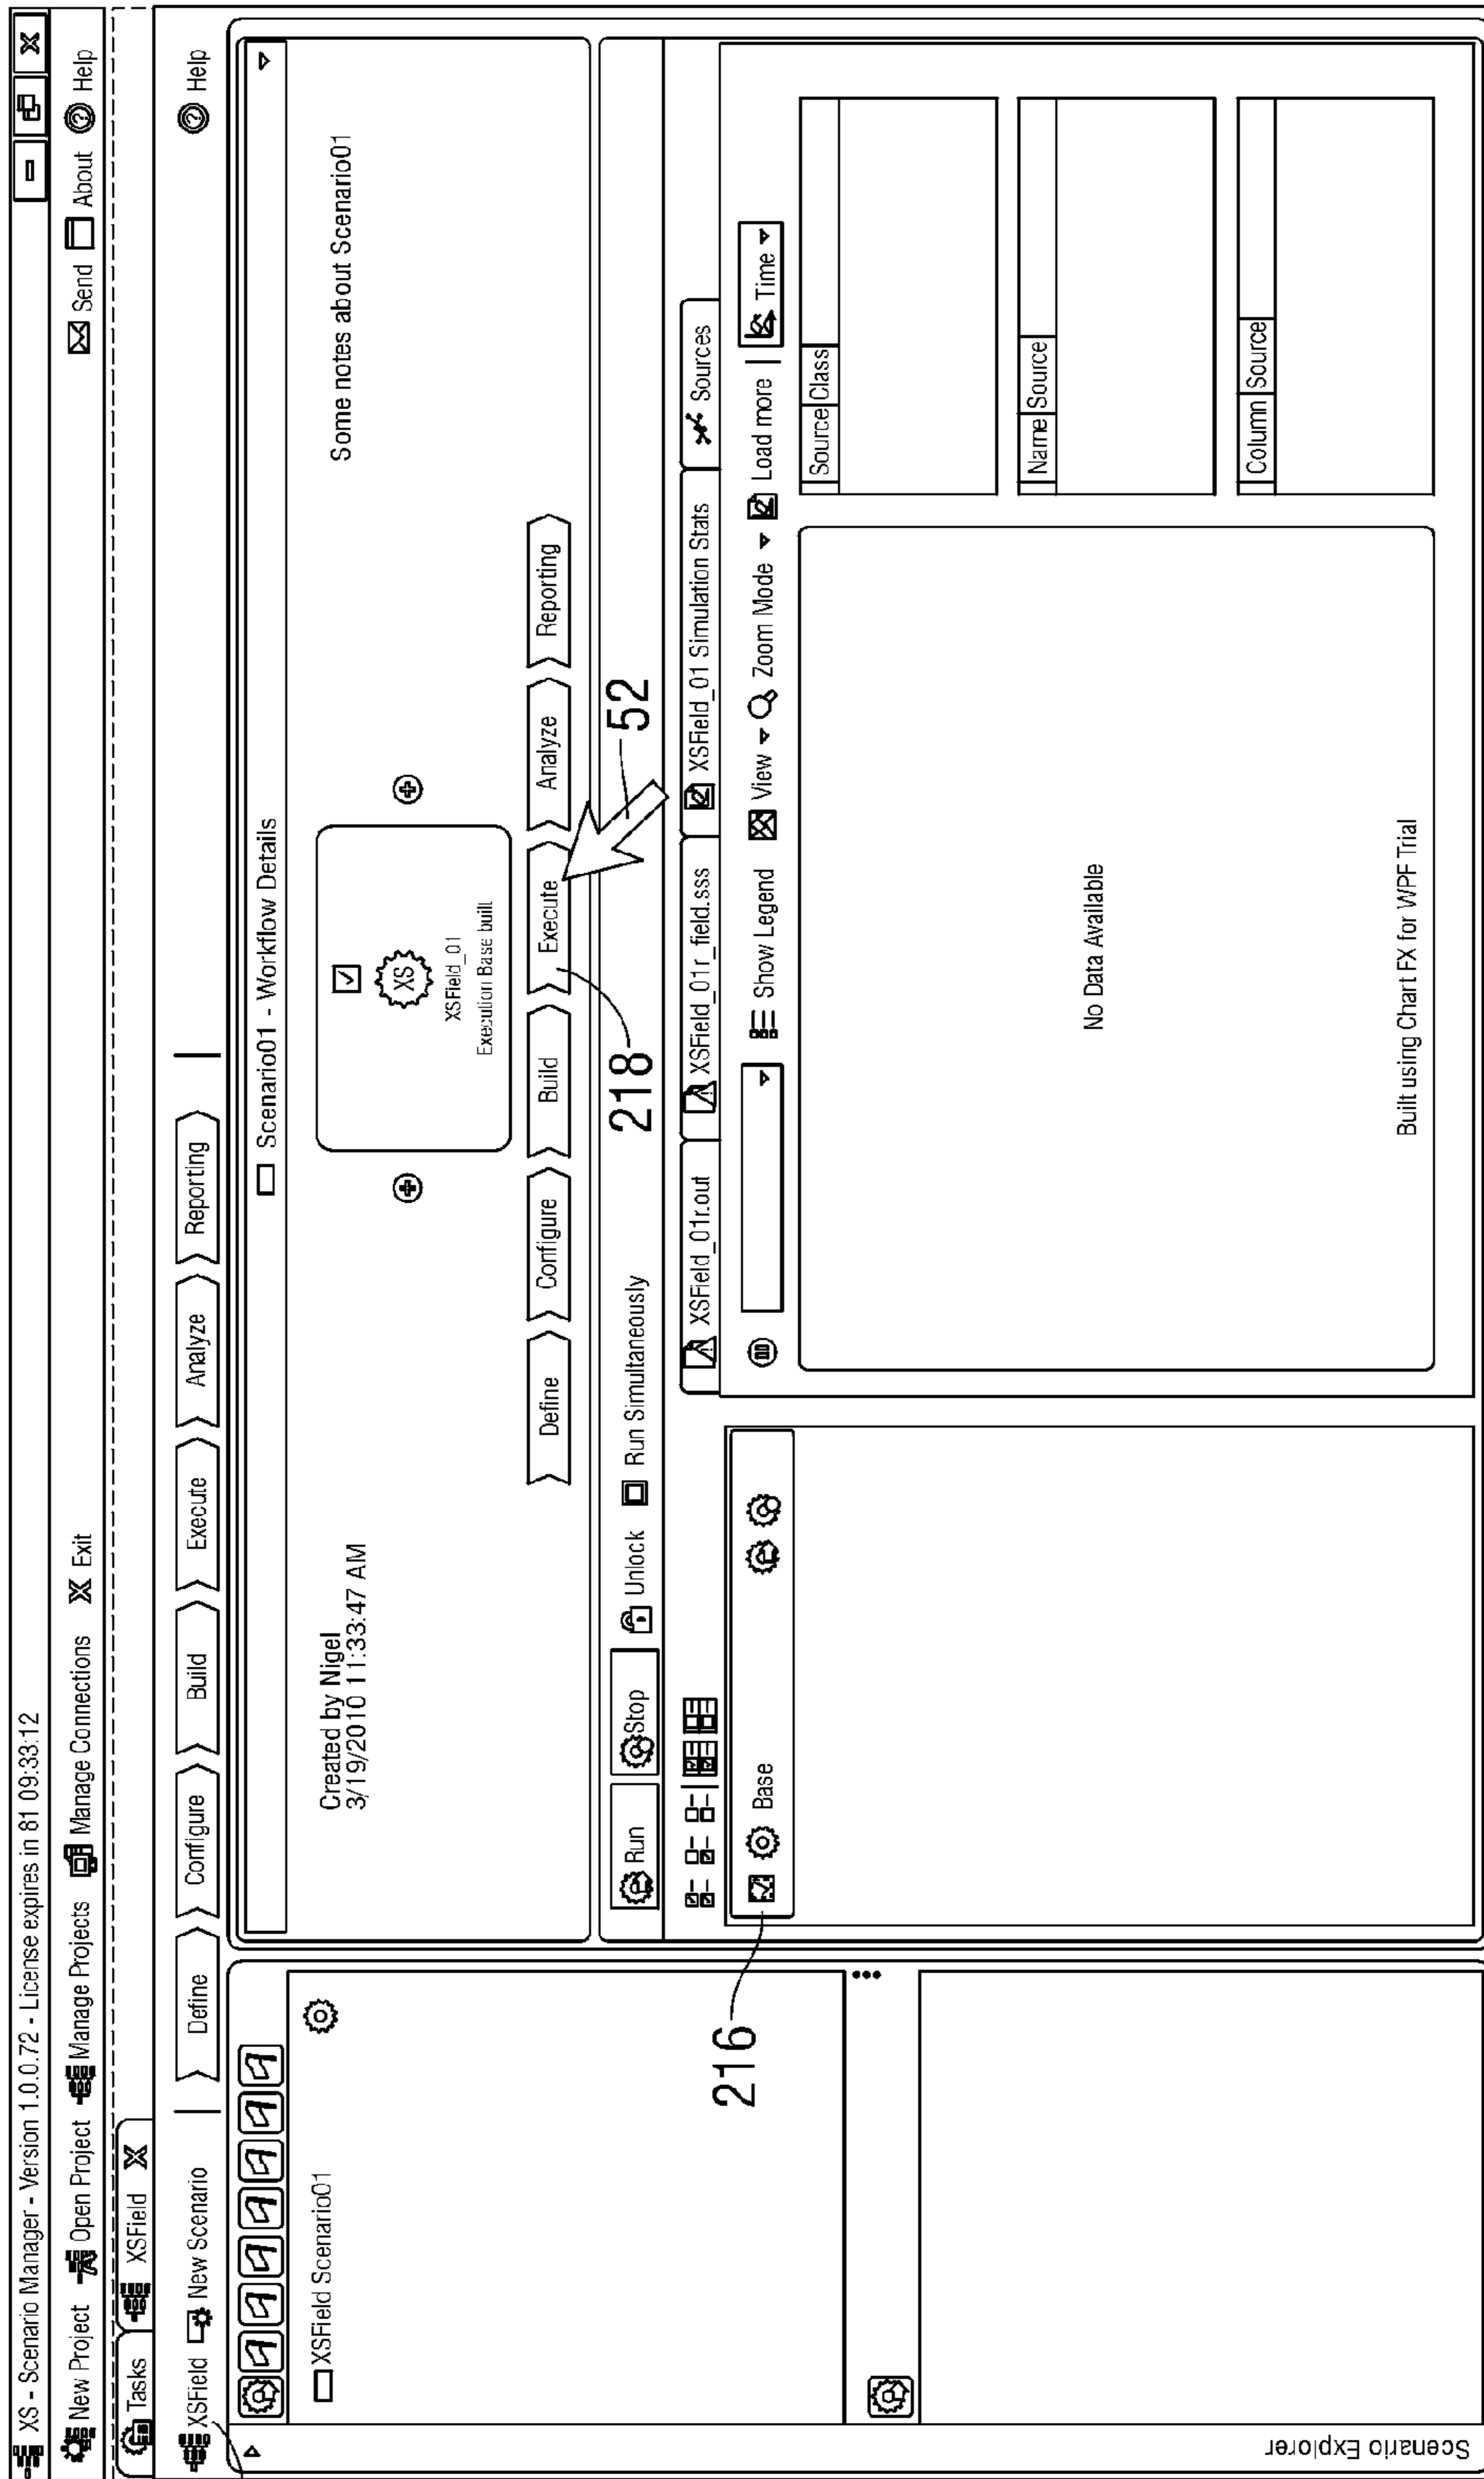 XS - Scenario Manager - Version 1.0.0.72 - License expires in 81 09:33:12
New Project Open Project Manage Projects Manage Connections Exit Send About Help
Tasks XSField
XSField New Scenario Define Configure Build Execute Analyze Reporting Help
Scenario01 - Workflow Details
XSField Scenario01
Created by Nigel
3/19/2010 11:33:47 AM
XS
XSField_01
Execution Base built
Some notes about Scenario01
Define Configure Build Execute Analyze Reporting
218
52
Run Stop Unlock Run Simultaneously
XSField_01r.out XSField_01r_field.sss XSField_01 Simulation Stats Sources
216
Base
Show Legend View Zoom Mode Load more Time
Source Class
Name Source
Column Source
No Data Available
Built using Chart FX for WPF Trial
Scenario Explorer